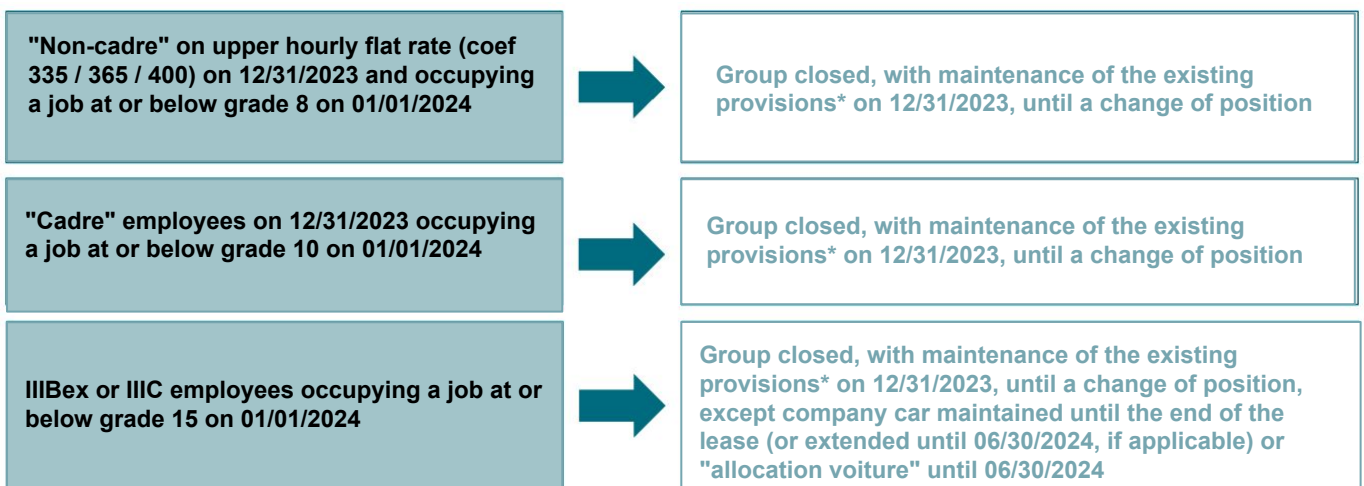 "Non-cadre" on upper hourly flat rate (coef
335 / 365 / 400) on 12/31/2023 and occupying
a job at or below grade 8 on 01/01/2024
Group closed, with maintenance of the existing
provisions* on 12/31/2023, until a change of position
"Cadre" employees on 12/31/2023 occupying
a job at or below grade 10 on 01/01/2024
Group closed, with maintenance of the existing
provisions* on 12/31/2023, until a change of position
IIIBex or IIIC employees occupying a job at or
below grade 15 on 01/01/2024
Group closed, with maintenance of the existing
provisions* on 12/31/2023, until a change of position,
except company car maintained until the end of the
lease (or extended until 06/30/2024, if applicable) or
"allocation voiture" until 06/30/2024